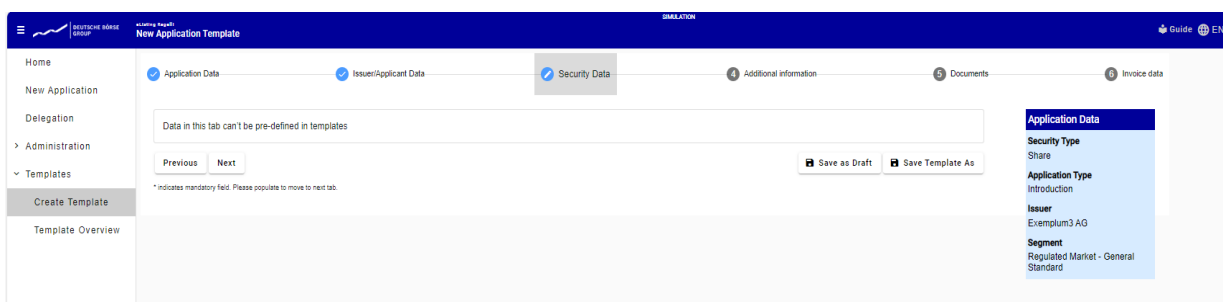 SIMULATION
DEUTSCHE BÖRSE
GROUP
eListing RegulR
New Application Template
Guide
EN
Home
New Application
Delegation
Administration
Templates
Create Template
Template Overview
Application Data
Issuer/Applicant Data
Security Data
4 Additional information
5 Documents
6 Invoice data
Data in this tab can't be pre-defined in templates
Previous
Next
Save as Draft
Save Template As
* indicates mandatory field. Please populate to move to next tab.
Application Data
Security Type
Share
Application Type
Introduction
Issuer
Exemplum3 AG
Segment
Regulated Market - General
Standard